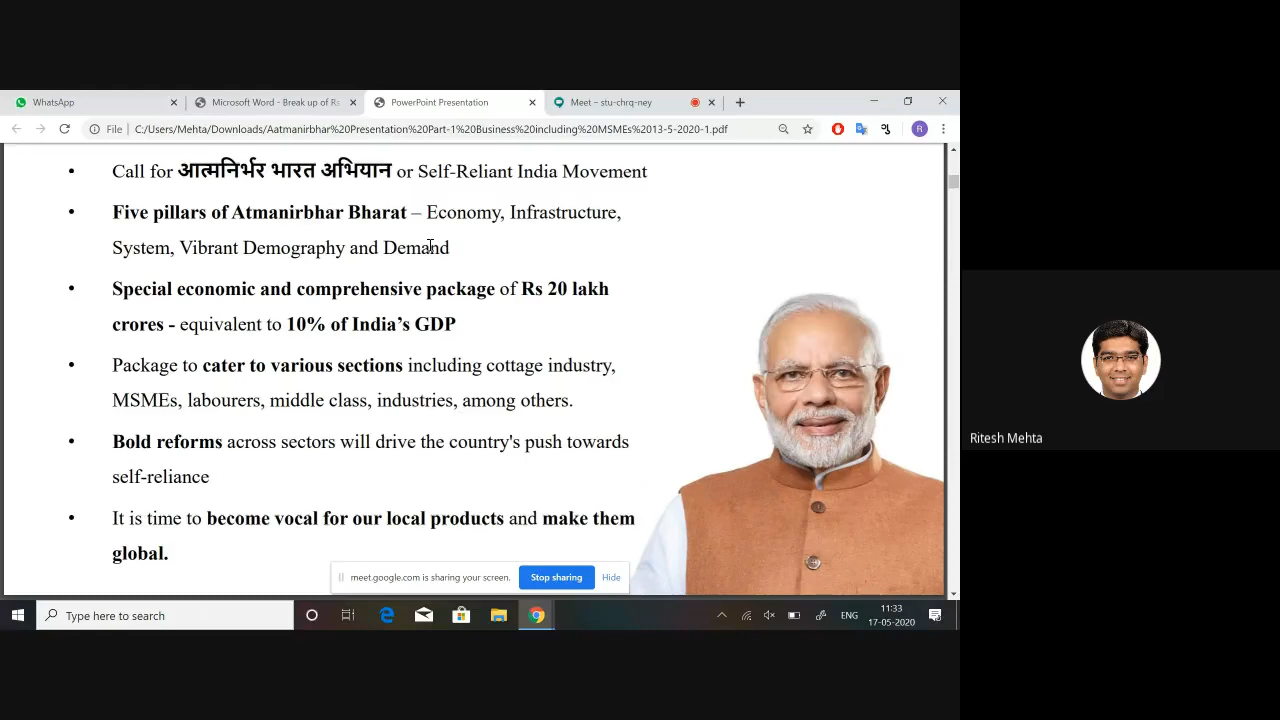 WhatsApp
Microsoft Word - Break up of Rs
PowerPoint Presentation
Meet – stu-chrq-ney
File
C:/Users/Mehta/Downloads/Aatmanirbhar%20Presentation%20Part-1%20Business%20including%20MSMEs%2013-5-2020-1.pdf
R
• Call for आत्मनिर्भर भारत अभियान or Self-Reliant India Movement
• Five pillars of Atmanirbhar Bharat – Economy, Infrastructure,
System, Vibrant Demography and Demand
• Special economic and comprehensive package of Rs 20 lakh
crores - equivalent to 10% of India's GDP
• Package to cater to various sections including cottage industry,
MSMEs, labourers, middle class, industries, among others.
• Bold reforms across sectors will drive the country's push towards
self-reliance
• It is time to become vocal for our local products and make them
global.
meet.google.com is sharing your screen.
Stop sharing
Hide
Ritesh Mehta
Type here to search
ENG
11:33
17-05-2020